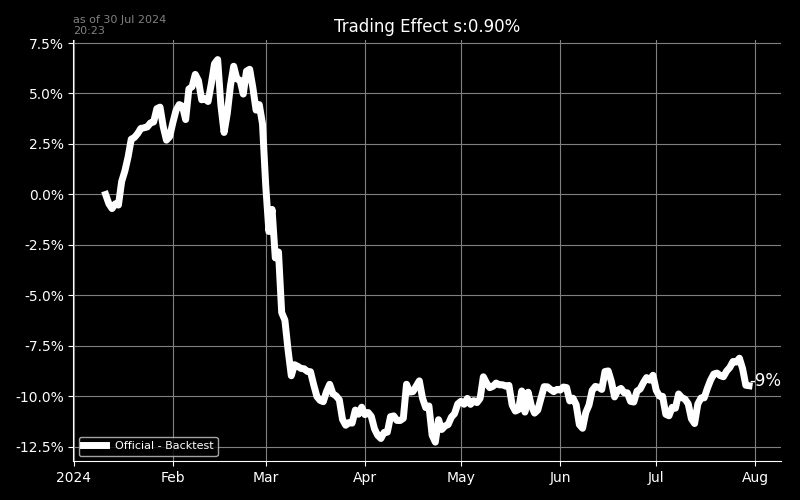 as of 30 Jul 2024
20:23
Trading Effect s:0.90%
7.5%
5.0%
2.5%
0.0%
-2.5%
-5.0%
-7.5%
-10.0%
-12.5%
-9%
Official - Backtest
2024 Feb Mar Apr May Jun Jul Aug